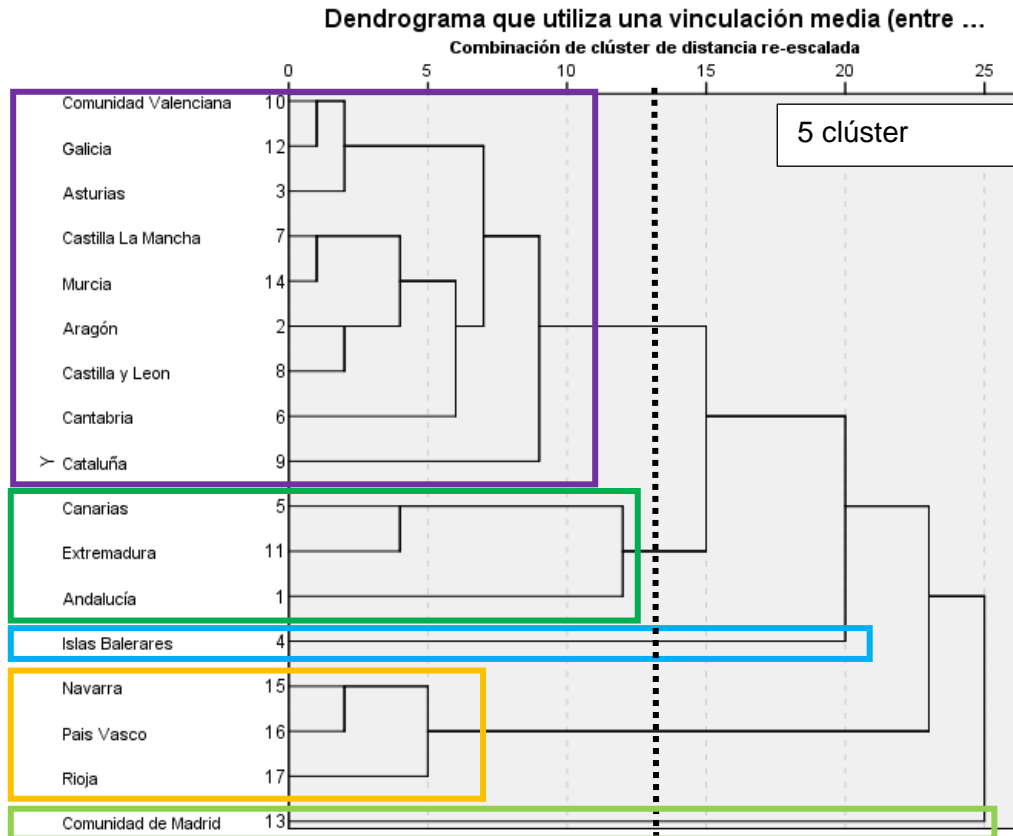 Dendrograma que utiliza una vinculación media (entre ...
Combinación de clúster de distancia re-escalada
0 5 10 15 20 25
5 clúster
Comunidad Valenciana 10
Galicia 12
Asturias 3
Castilla La Mancha 7
Murcia 14
Aragón 2
Castilla y Leon 8
Cantabria 6
Y Cataluña 9
Canarias 5
Extremadura 11
Andalucía 1
Islas Balerares 4
Navarra 15
Pais Vasco 16
Rioja 17
Comunidad de Madrid 13